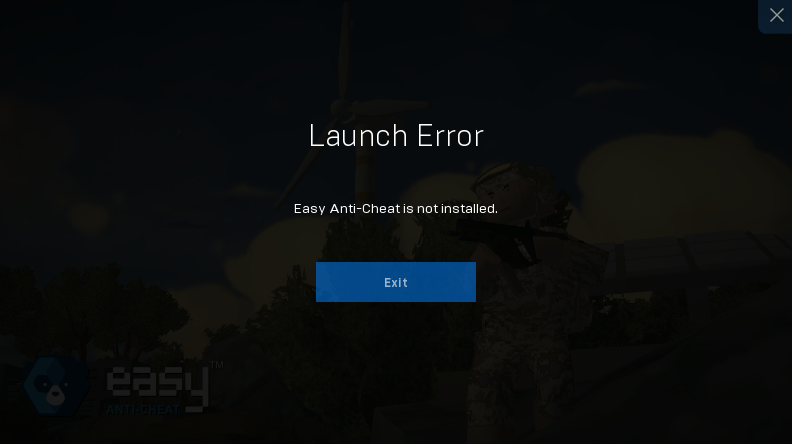 Launch Error
Easy Anti-Cheat is not installed.
Exit
easy™
ANTI-CHEAT